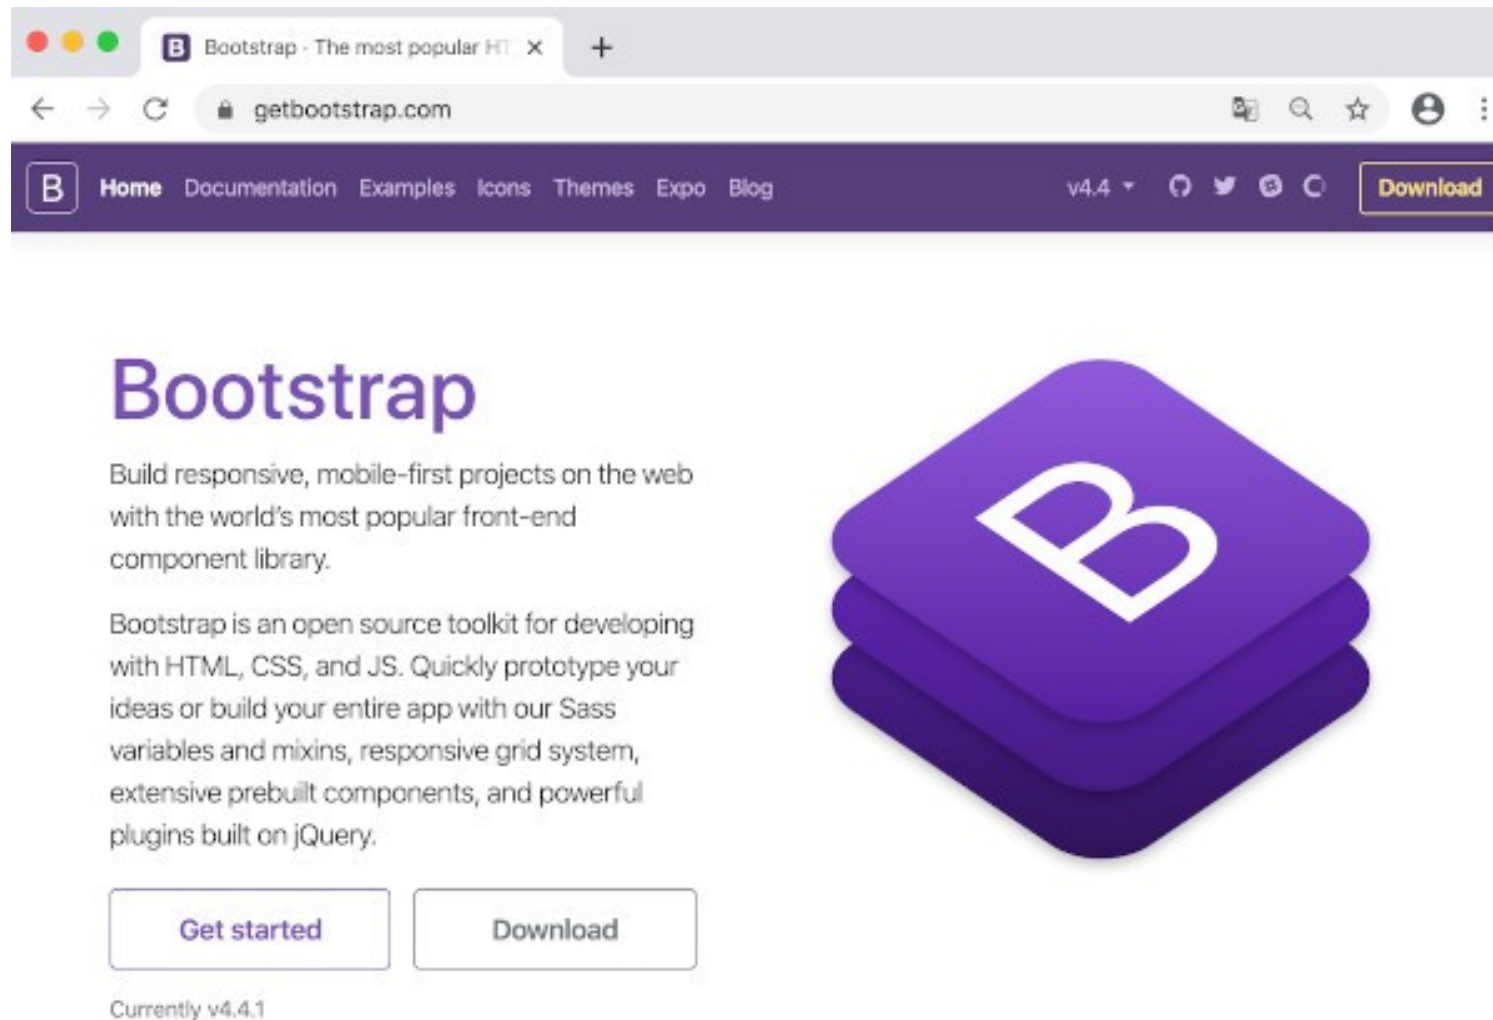 Bootstrap - The most popular HT
getbootstrap.com
B Home Documentation Examples Icons Themes Expo Blog v4.4 Download
Bootstrap
Build responsive, mobile-first projects on the web
with the world's most popular front-end
component library.
Bootstrap is an open source toolkit for developing
with HTML, CSS, and JS. Quickly prototype your
ideas or build your entire app with our Sass
variables and mixins, responsive grid system,
extensive prebuilt components, and powerful
plugins built on jQuery.
B
Get started Download
Currently v4.4.1